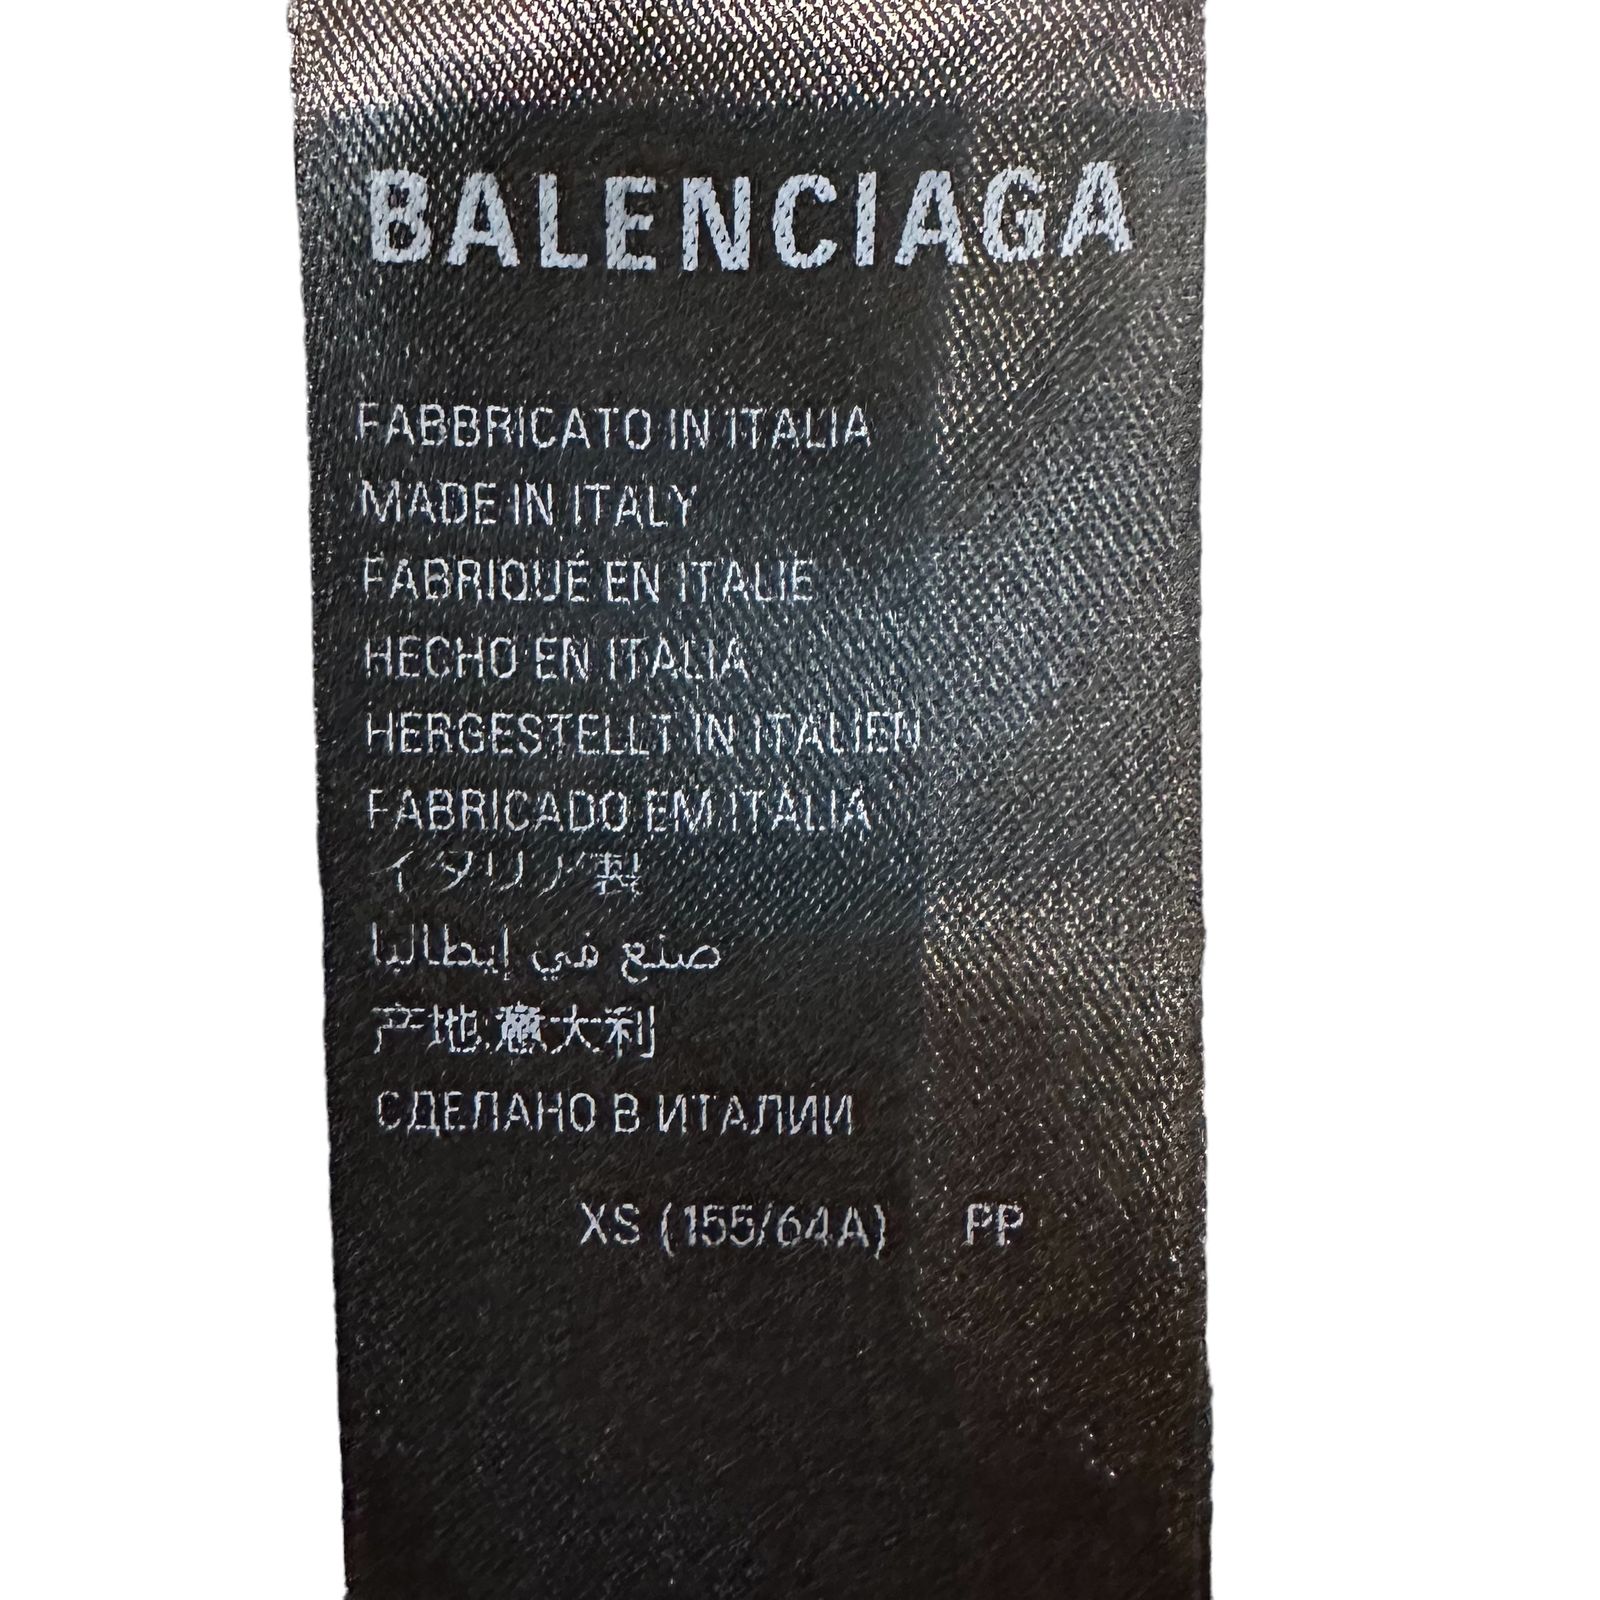 BALENCIAGA
FABBRICATO IN ITALIA
MADE IN ITALY
FABRIQUÉ EN ITALIE
HECHO EN ITALIA
HERGESTELLT IN ITALIEN
FABRICADO EM ITÁLIA
イタリア製
صنع في إيطاليا
产地:意大利
СДЕЛАНО В ИТАЛИИ
XS (155/64A) PP